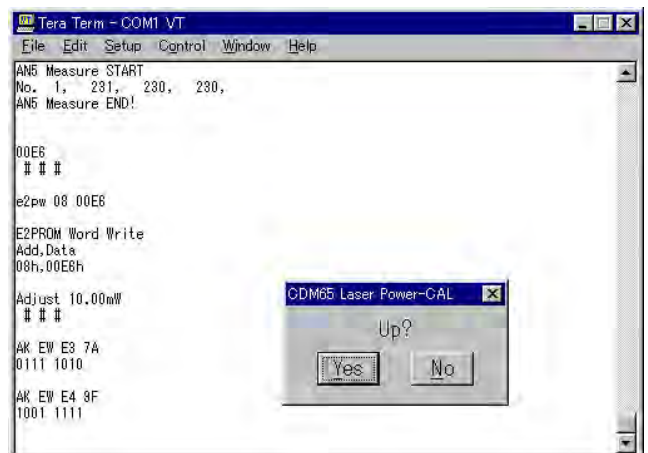 Tera Term - COM1 VT
File Edit Setup Control Window Help
AN5 Measure START
No. 1, 231, 230, 230,
AN5 Measure END!
00E6
# # #
e2pw 08 00E6
E2PROM Word Write
Add,Data
08h,00E6h
Adjust 10.00mW
# # #
AK EW E3 7A
0111 1010
AK EW E4 9F
1001 1111
CDM65 Laser Power-CAL
Up?
Yes No